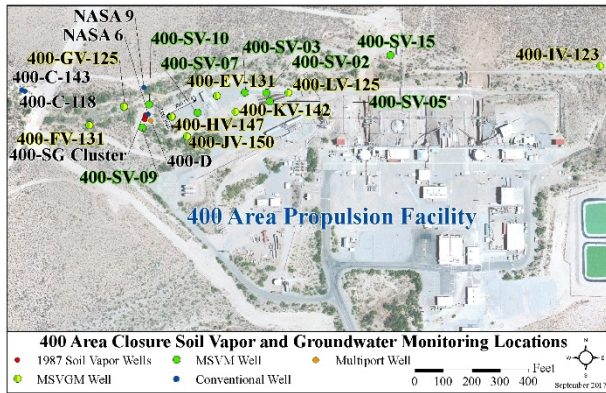 NASA 9
NASA 6
400-SV-10
400-SV-03
400-SV-15
400-GV-125
400-SV-07
400-SV-02
400-IV-123
400-C-143
400-EV-131
400-LV-125
400-C-118
400-KV-142
400-SV-05
400-HV-147
400-FV-131
400-JV-150
400-SG Cluster
400-D
400-SV-09
400 Area Propulsion Facility
400 Area Closure Soil Vapor and Groundwater Monitoring Locations
1987 Soil Vapor Wells
MSVM Well
Multiport Well
MSVGM Well
Conventional Well
Feet
0 100 200 300 400
N
W E
S
September 2017